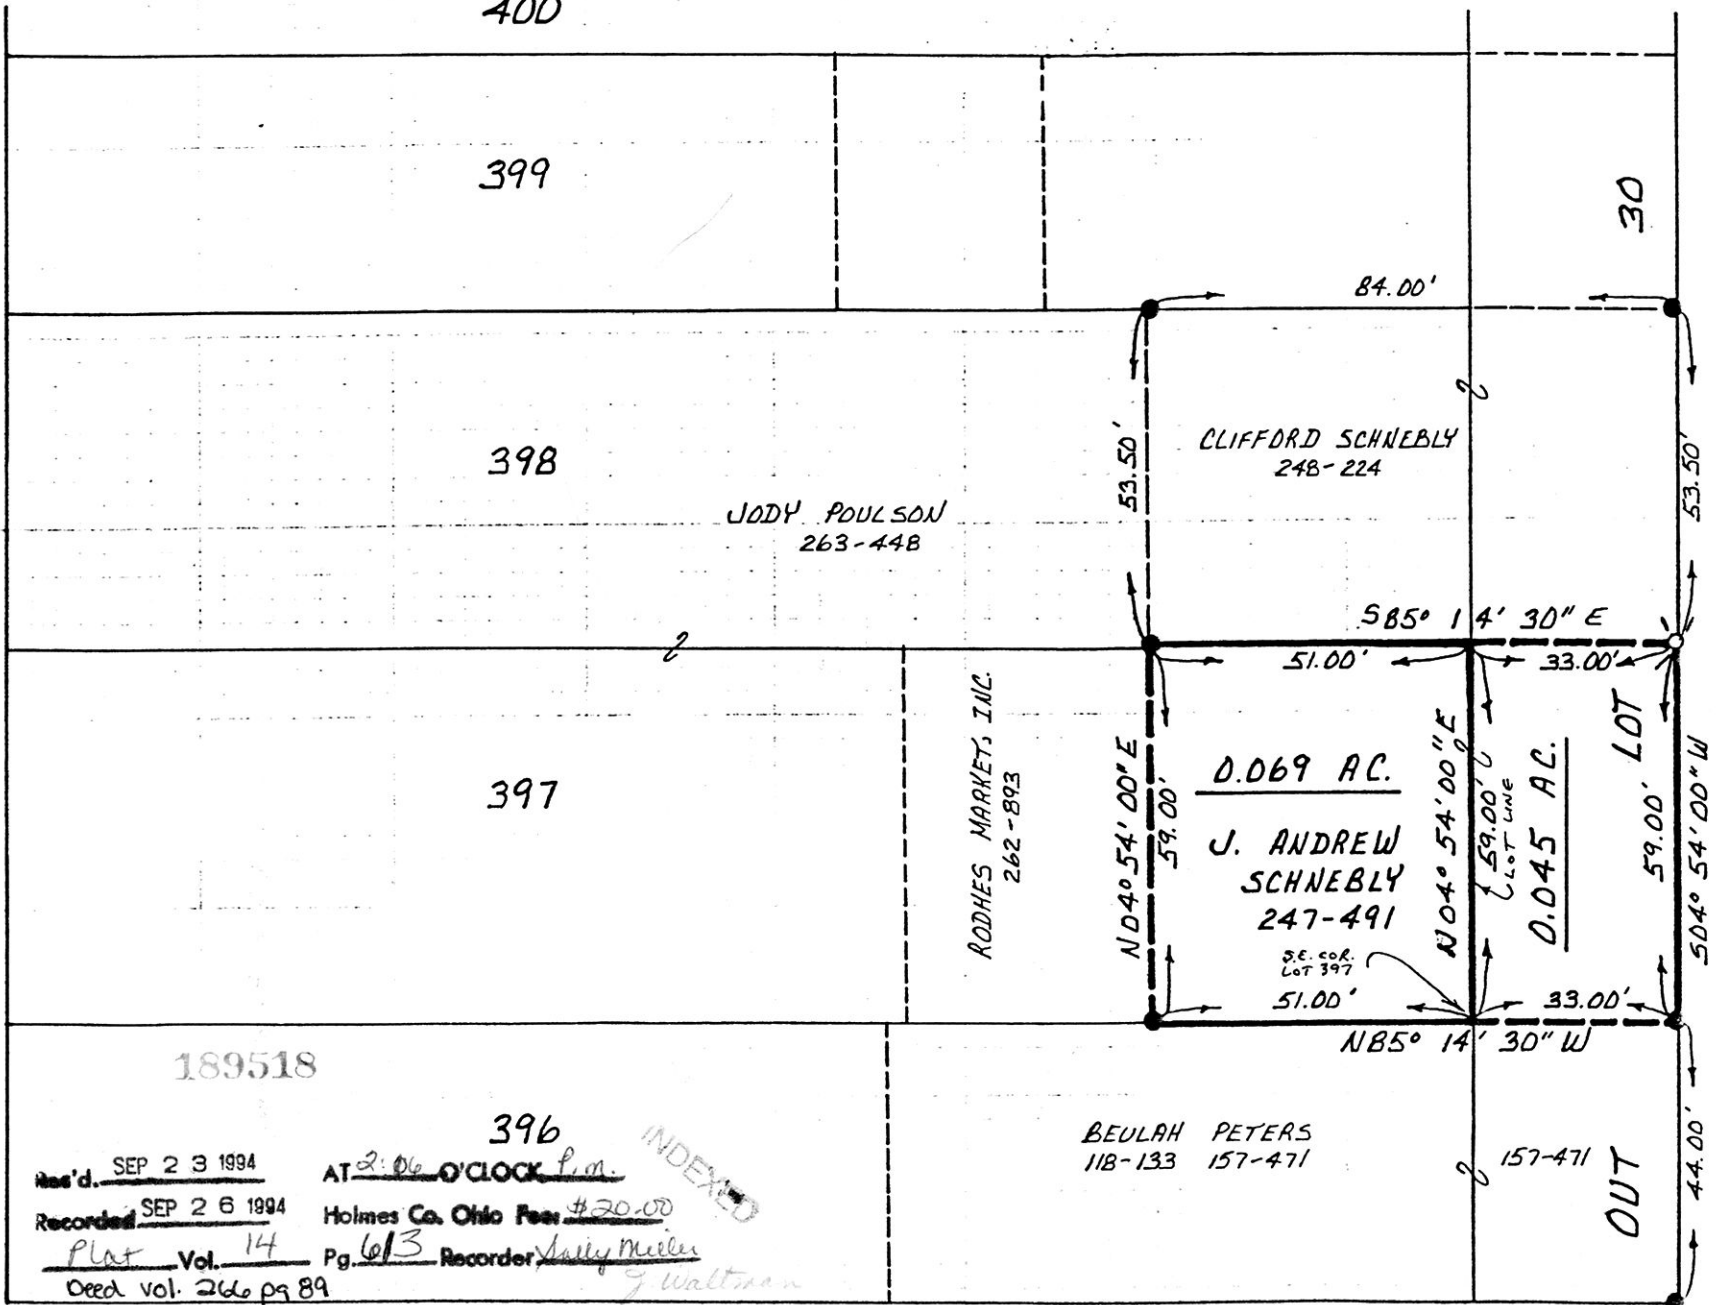 400
399
30
84.00'
53.50'
CLIFFORD SCHNEBLY
248-224
53.50'
398
JODY POULSON
263-448
S85° 14' 30" E
51.00'
33.00'
397
RODHES MARKET, INC.
262-893
N04° 54' 00" E
59.00'
0.069 AC.
J. ANDREW
SCHNEBLY
247-491
S.E. COR.
LOT 397
N04° 54' 00" E
59.00'
LOT LINE
0.045 AC.
LOT
59.00'
S04° 54' 00" W
51.00'
33.00'
N85° 14' 30" W
189518
396
INDEXED
BEULAH PETERS
118-133 157-471
157-471
OUT
44.00'
Rec'd. SEP 23 1994 AT 2:06 O'CLOCK P.m.
Recorded SEP 26 1994 Holmes Co. Ohio Fee: $20.00
Plat Vol. 14 Pg. 613 Recorder Sally Miller
J Waltman
Deed vol. 266 pg 89